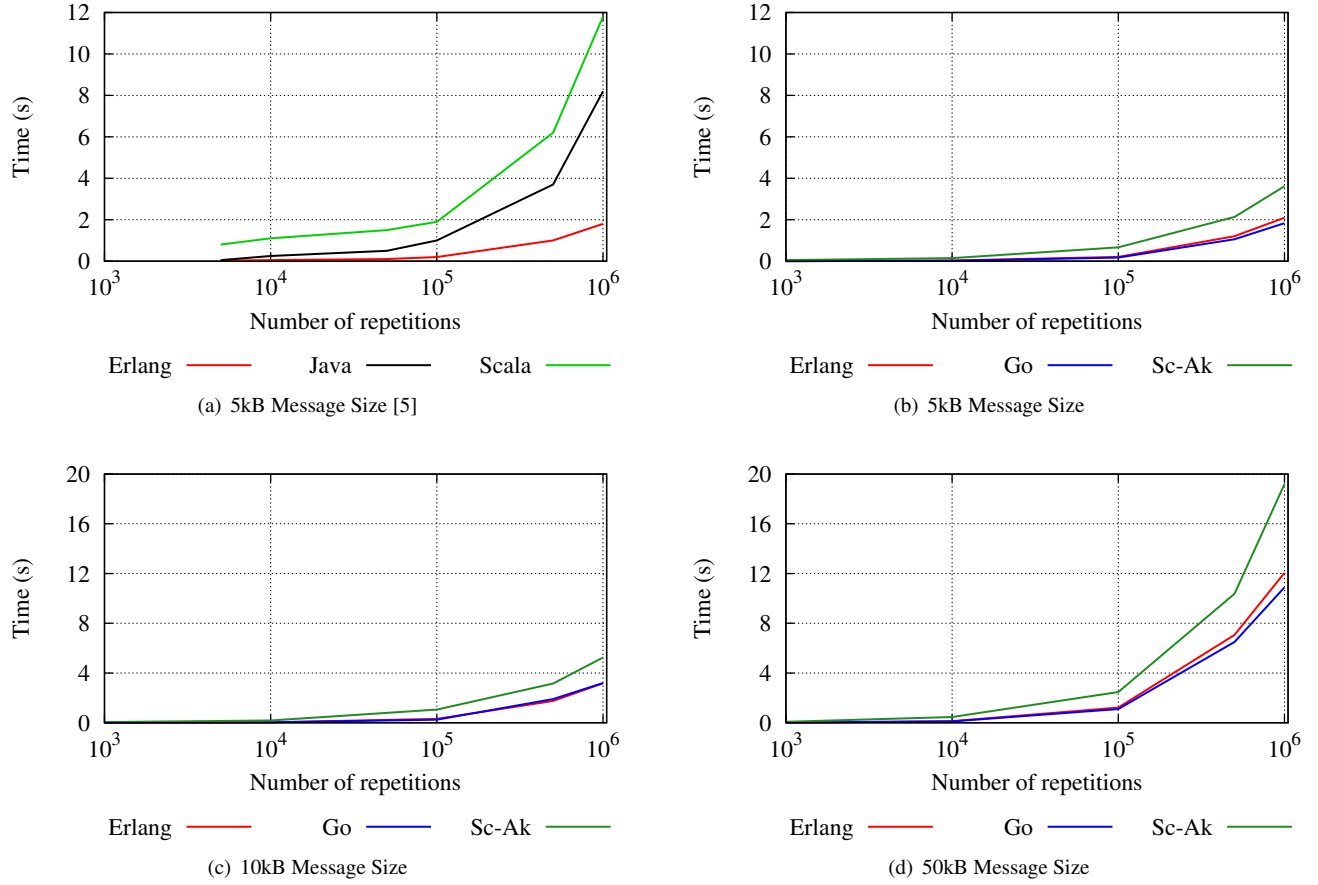 Time (s)
12
10
8
6
4
2
0
10^3 10^4 10^5 10^6
Number of repetitions
Erlang Java Scala
(a) 5kB Message Size [5]
Time (s)
12
10
8
6
4
2
0
10^3 10^4 10^5 10^6
Number of repetitions
Erlang Go Sc-Ak
(b) 5kB Message Size
Time (s)
20
16
12
8
4
0
10^3 10^4 10^5 10^6
Number of repetitions
Erlang Go Sc-Ak
(c) 10kB Message Size
Time (s)
20
16
12
8
4
0
10^3 10^4 10^5 10^6
Number of repetitions
Erlang Go Sc-Ak
(d) 50kB Message Size